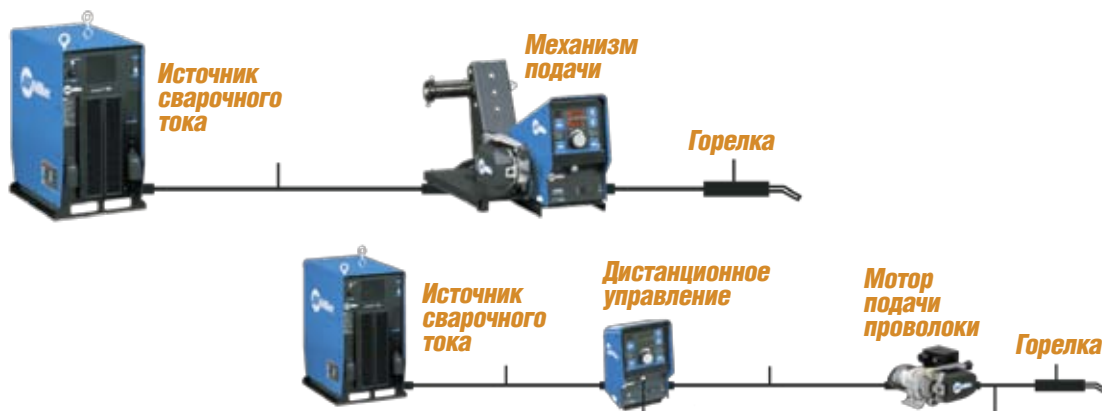 Источник
сварочного
тока
Механизм
подачи
Горелка
Источник
сварочного
тока
Дистанционное
управление
Мотор
подачи
проволоки
Горелка